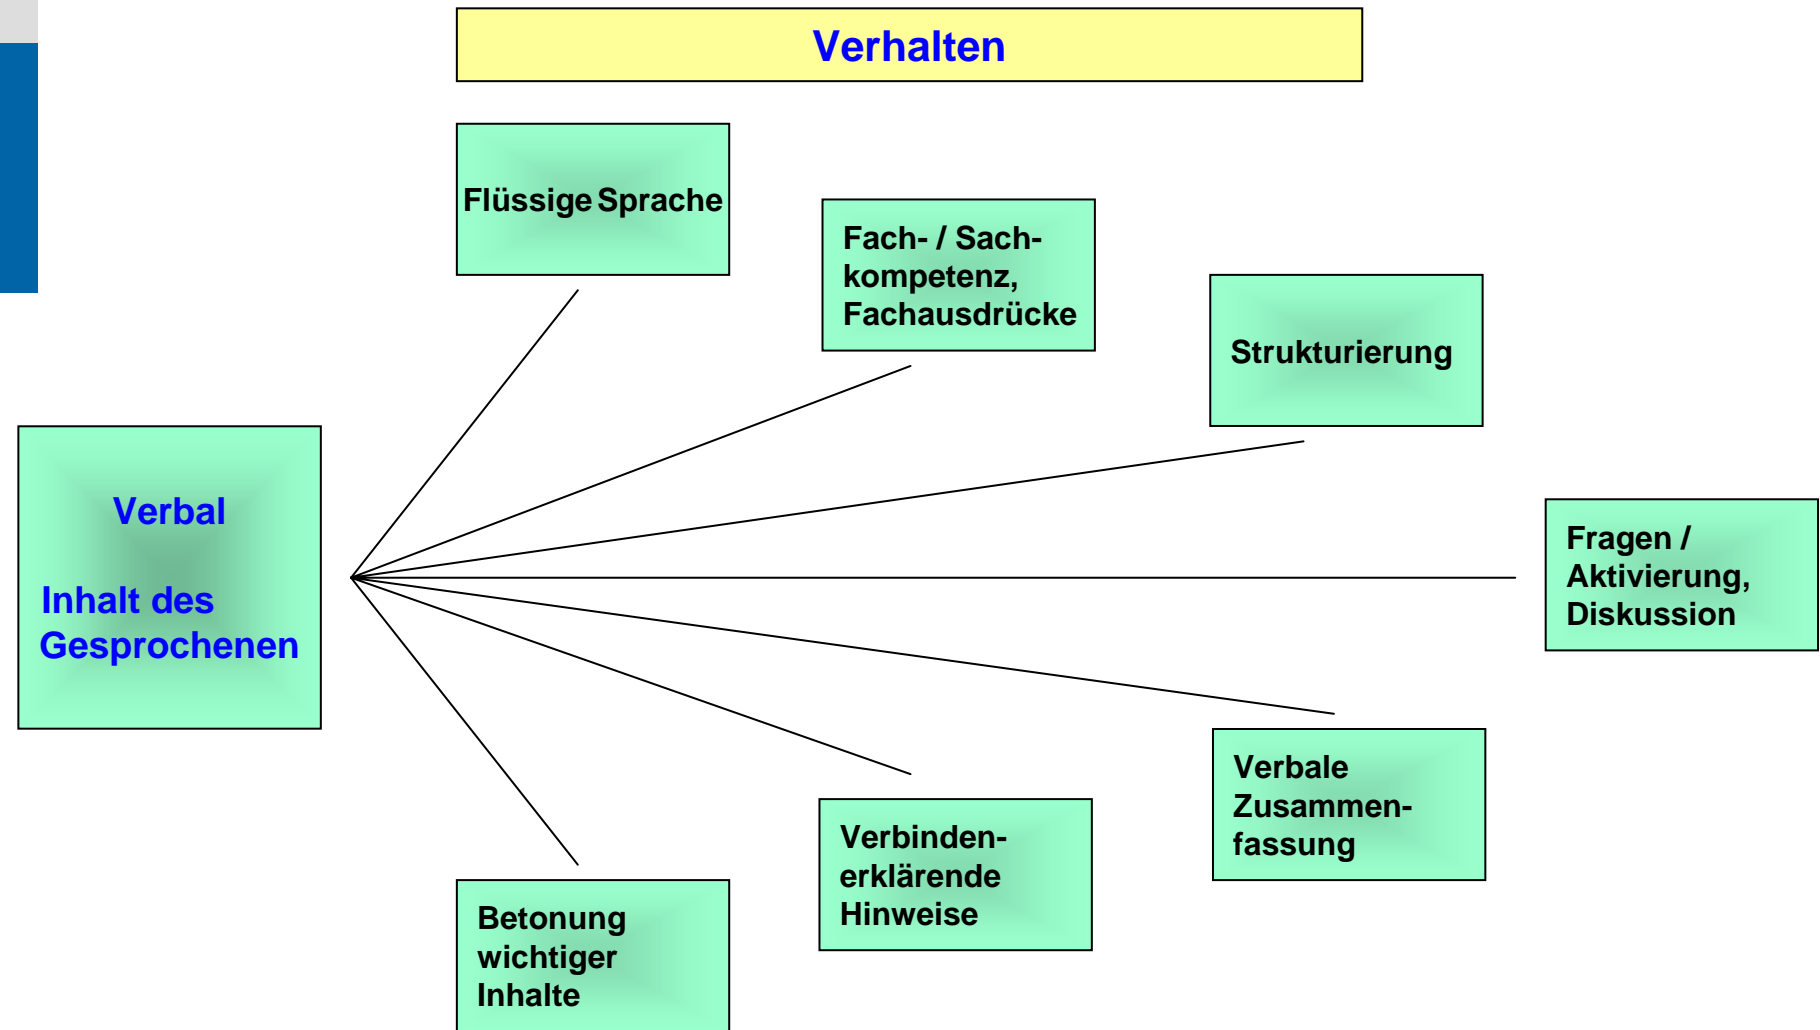 Verhalten
Flüssige Sprache
Fach- / Sach-
kompetenz,
Fachausdrücke
Strukturierung
Verbal
Inhalt des
Gesprochenen
Fragen /
Aktivierung,
Diskussion
Verbale
Zusammen-
fassung
Verbinden-
erklärende
Hinweise
Betonung
wichtiger
Inhalte